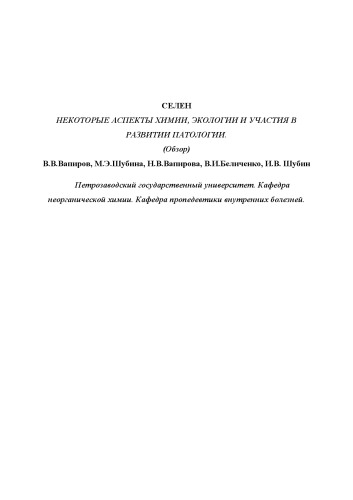 СЕЛЕН
НЕКОТОРЫЕ АСПЕКТЫ ХИМИИ, ЭКОЛОГИИ И УЧАСТИЯ В
РАЗВИТИИ ПАТОЛОГИИ.
(Обзор)
В.В.Вапиров, М.Э.Шубина, Н.В.Вапирова, В.И.Беличенко, И.В. Шубин
Петрозаводский государственный университет. Кафедра
неорганической химии. Кафедра пропедевтики внутренних болезней.